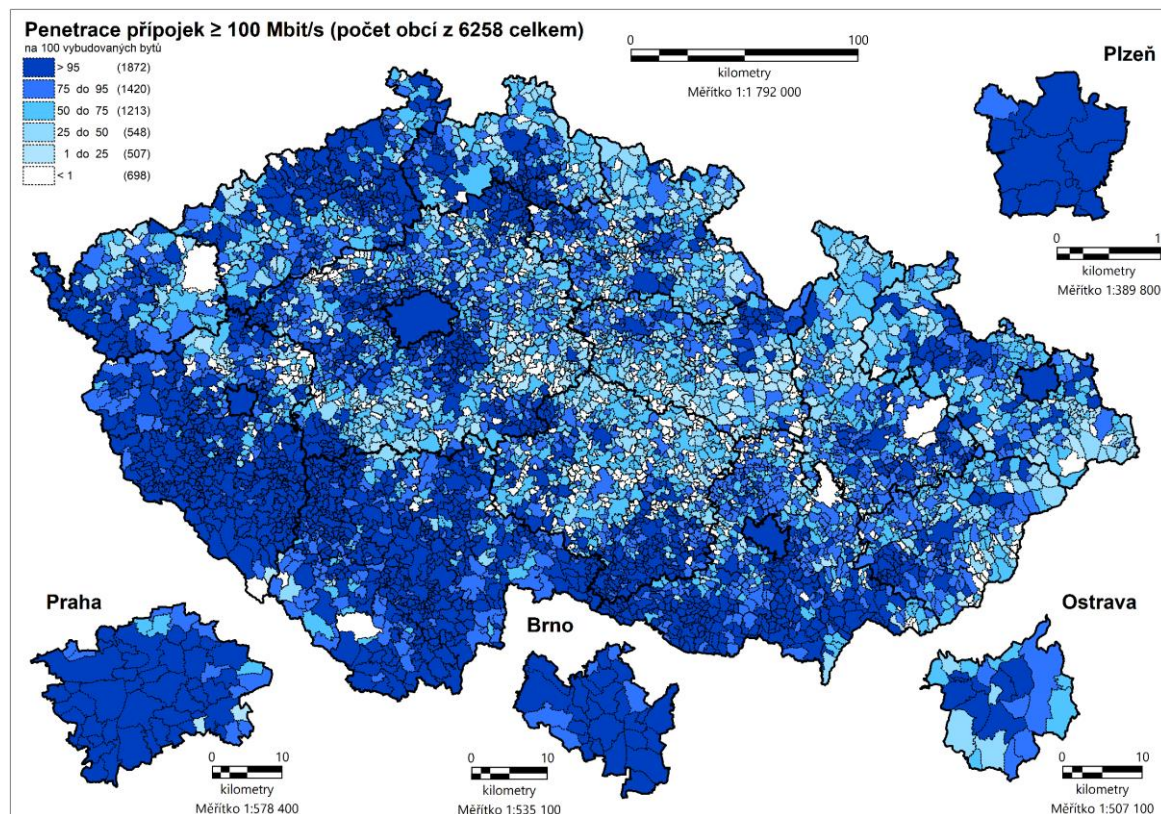 Penetrace přípojek ≥ 100 Mbit/s (počet obcí z 6258 celkem)
na 100 vybudovaných bytů
> 95 (1872)
75 do 95 (1420)
50 do 75 (1213)
25 do 50 (548)
1 do 25 (507)
< 1 (698)
0 100
kilometry
Měřítko 1:1 792 000
Plzeň
0 1
kilometry
Měřítko 1:389 800
Praha
0 10
kilometry
Měřítko 1:578 400
Brno
0 10
kilometry
Měřítko 1:535 100
Ostrava
0 10
kilometry
Měřítko 1:507 100